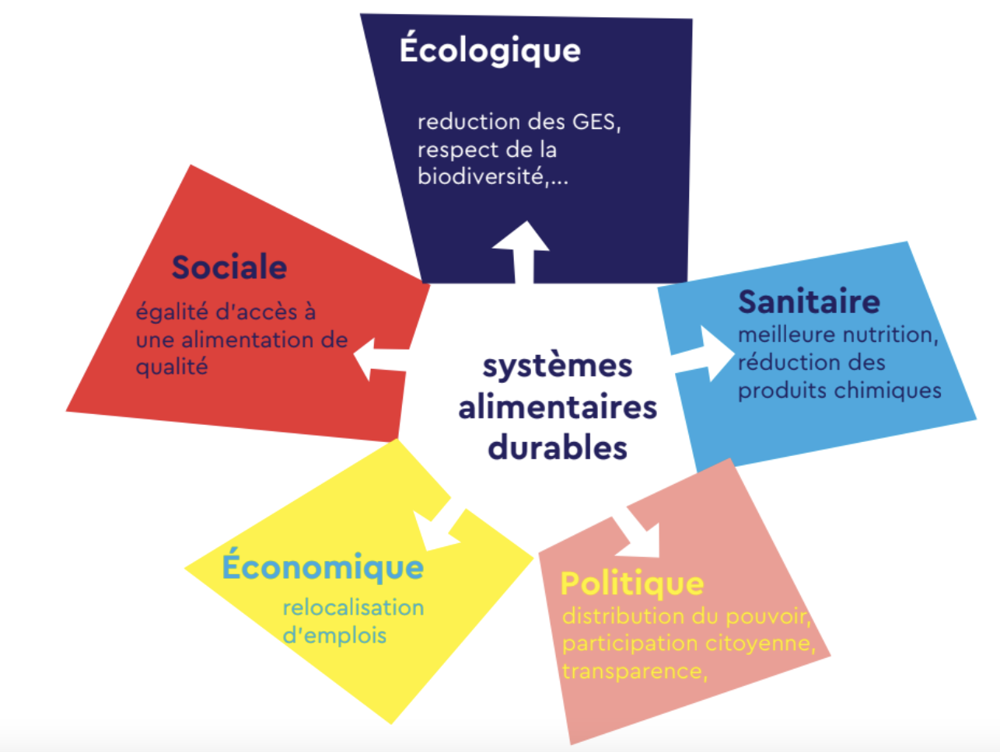 Écologique
reduction des GES,
respect de la
biodiversité,...
Sociale
égalité d'accès à
une alimentation de
qualité
Sanitaire
meilleure nutrition,
réduction des
produits chimiques
systèmes
alimentaires
durables
Économique
relocalisation
d'emplois
Politique
distribution du pouvoir,
participation citoyenne,
transparence,